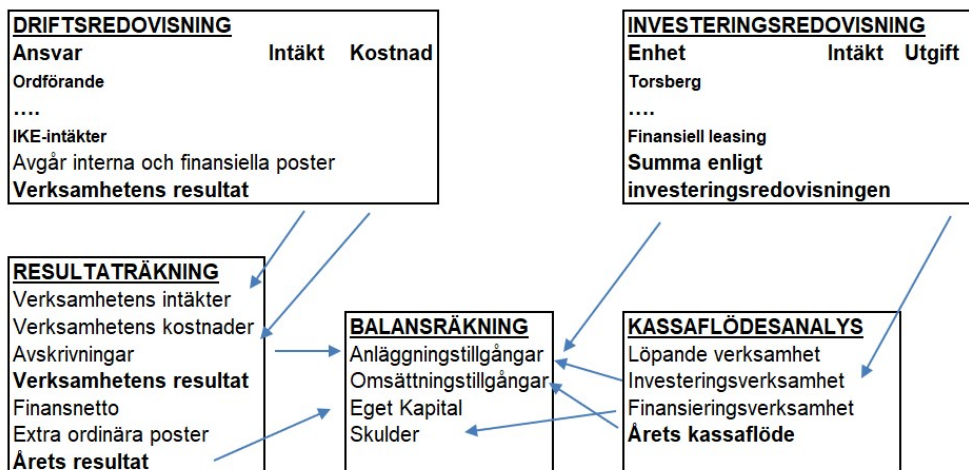 DRIFTSREDOVISNING
Ansvar Intäkt Kostnad
Ordförande
....
IKE-intäkter
Avgår interna och finansiella poster
Verksamhetens resultat
INVESTERINGSREDOVISNING
Enhet Intäkt Utgift
Torsberg
....
Finansiell leasing
Summa enligt
investeringsredovisningen
RESULTATRÄKNING
Verksamhetens intäkter
Verksamhetens kostnader
Avskrivningar
Verksamhetens resultat
Finansnetto
Extra ordinära poster
Årets resultat
BALANSRÄKNING
Anläggningstillgångar
Omsättningstillgångar
Eget Kapital
Skulder
KASSAFLÖDESANALYS
Löpande verksamhet
Investeringsverksamhet
Finansieringsverksamhet
Årets kassaflöde